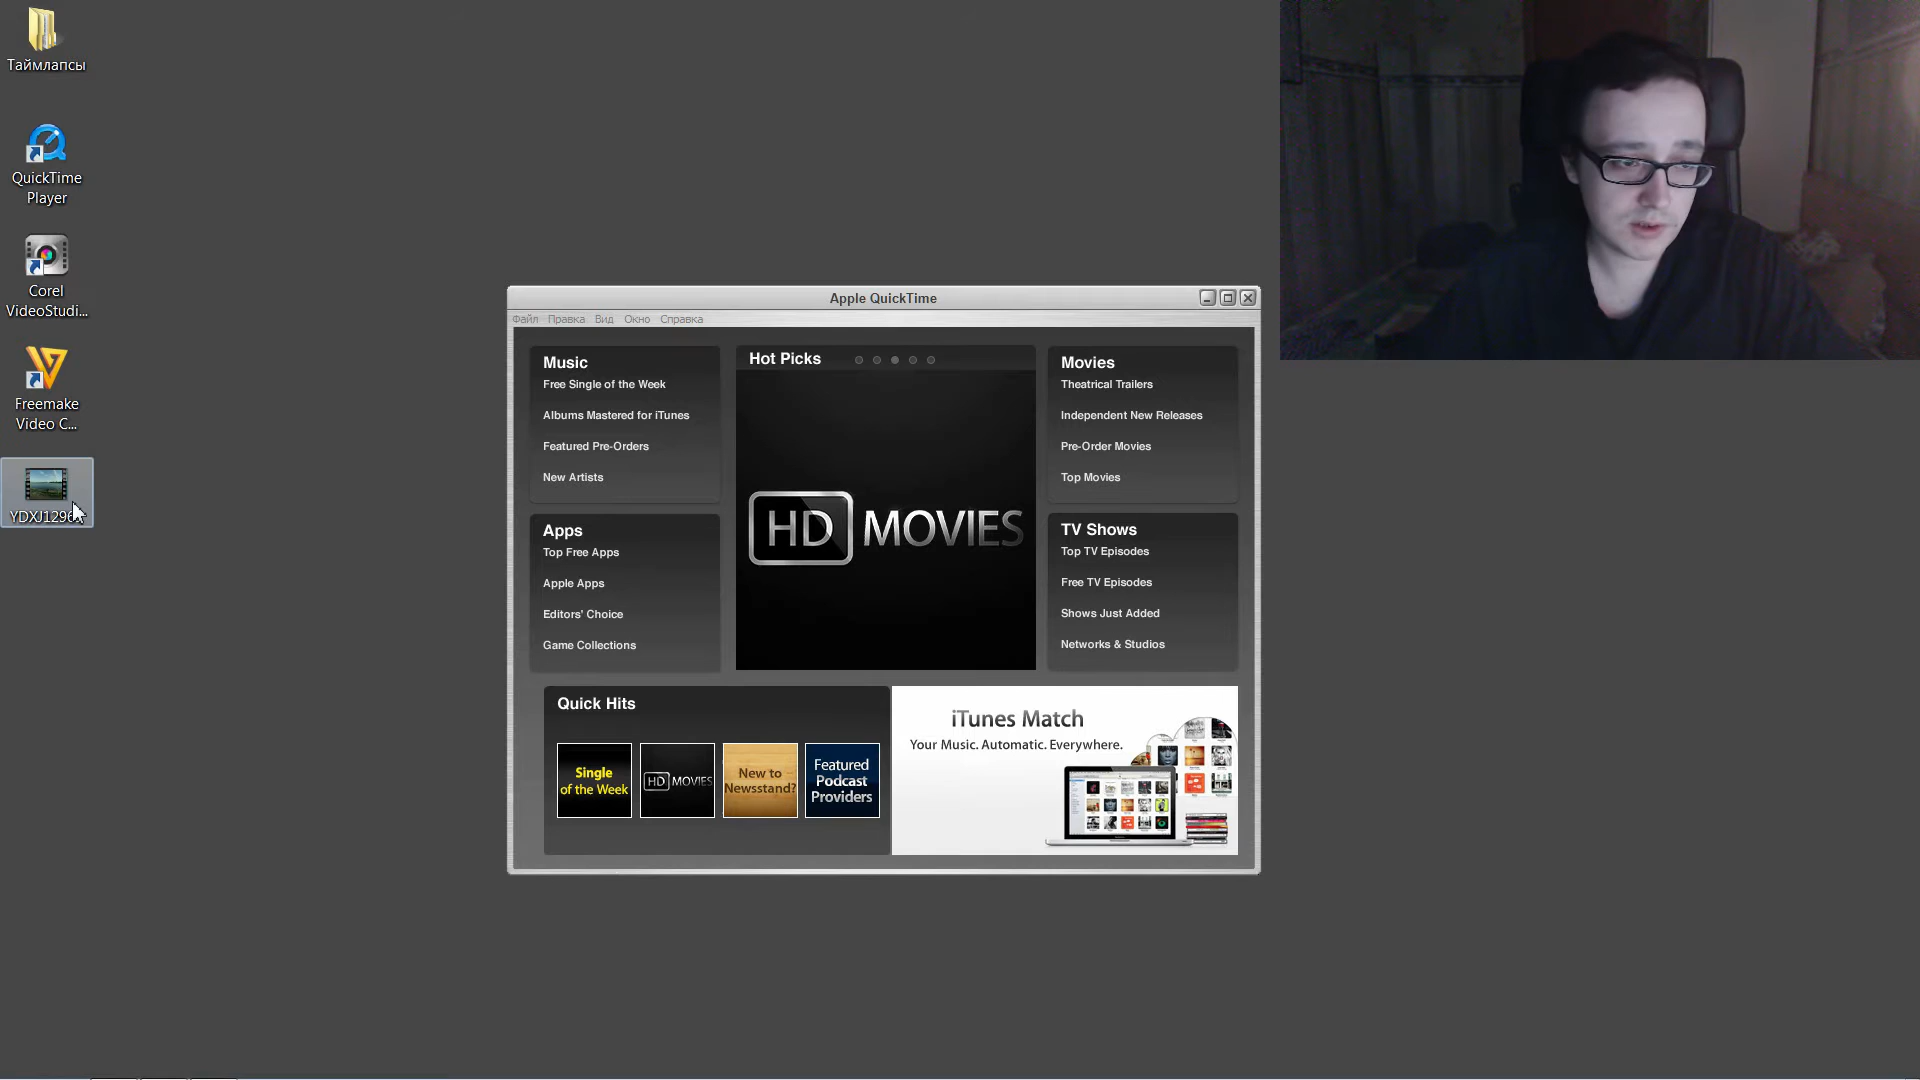 Таймлапсы
QuickTime
Player
Corel
VideoStudi...
Freemake
Video C...
Apple QuickTime
Файл Правка Вид Окно Справка
Music
Free Single of the Week
Albums Mastered for iTunes
Featured Pre-Orders
New Artists
Hot Picks
HD MOVIES
Movies
Theatrical Trailers
Independent New Releases
Pre-Order Movies
Top Movies
Apps
Top Free Apps
Apple Apps
Editors' Choice
Game Collections
TV Shows
Top TV Episodes
Free TV Episodes
Shows Just Added
Networks & Studios
Quick Hits
Single
of the Week
HD MOVIES
New to
Newsstand?
Featured
Podcast
Providers
iTunes Match
Your Music. Automatic. Everywhere.